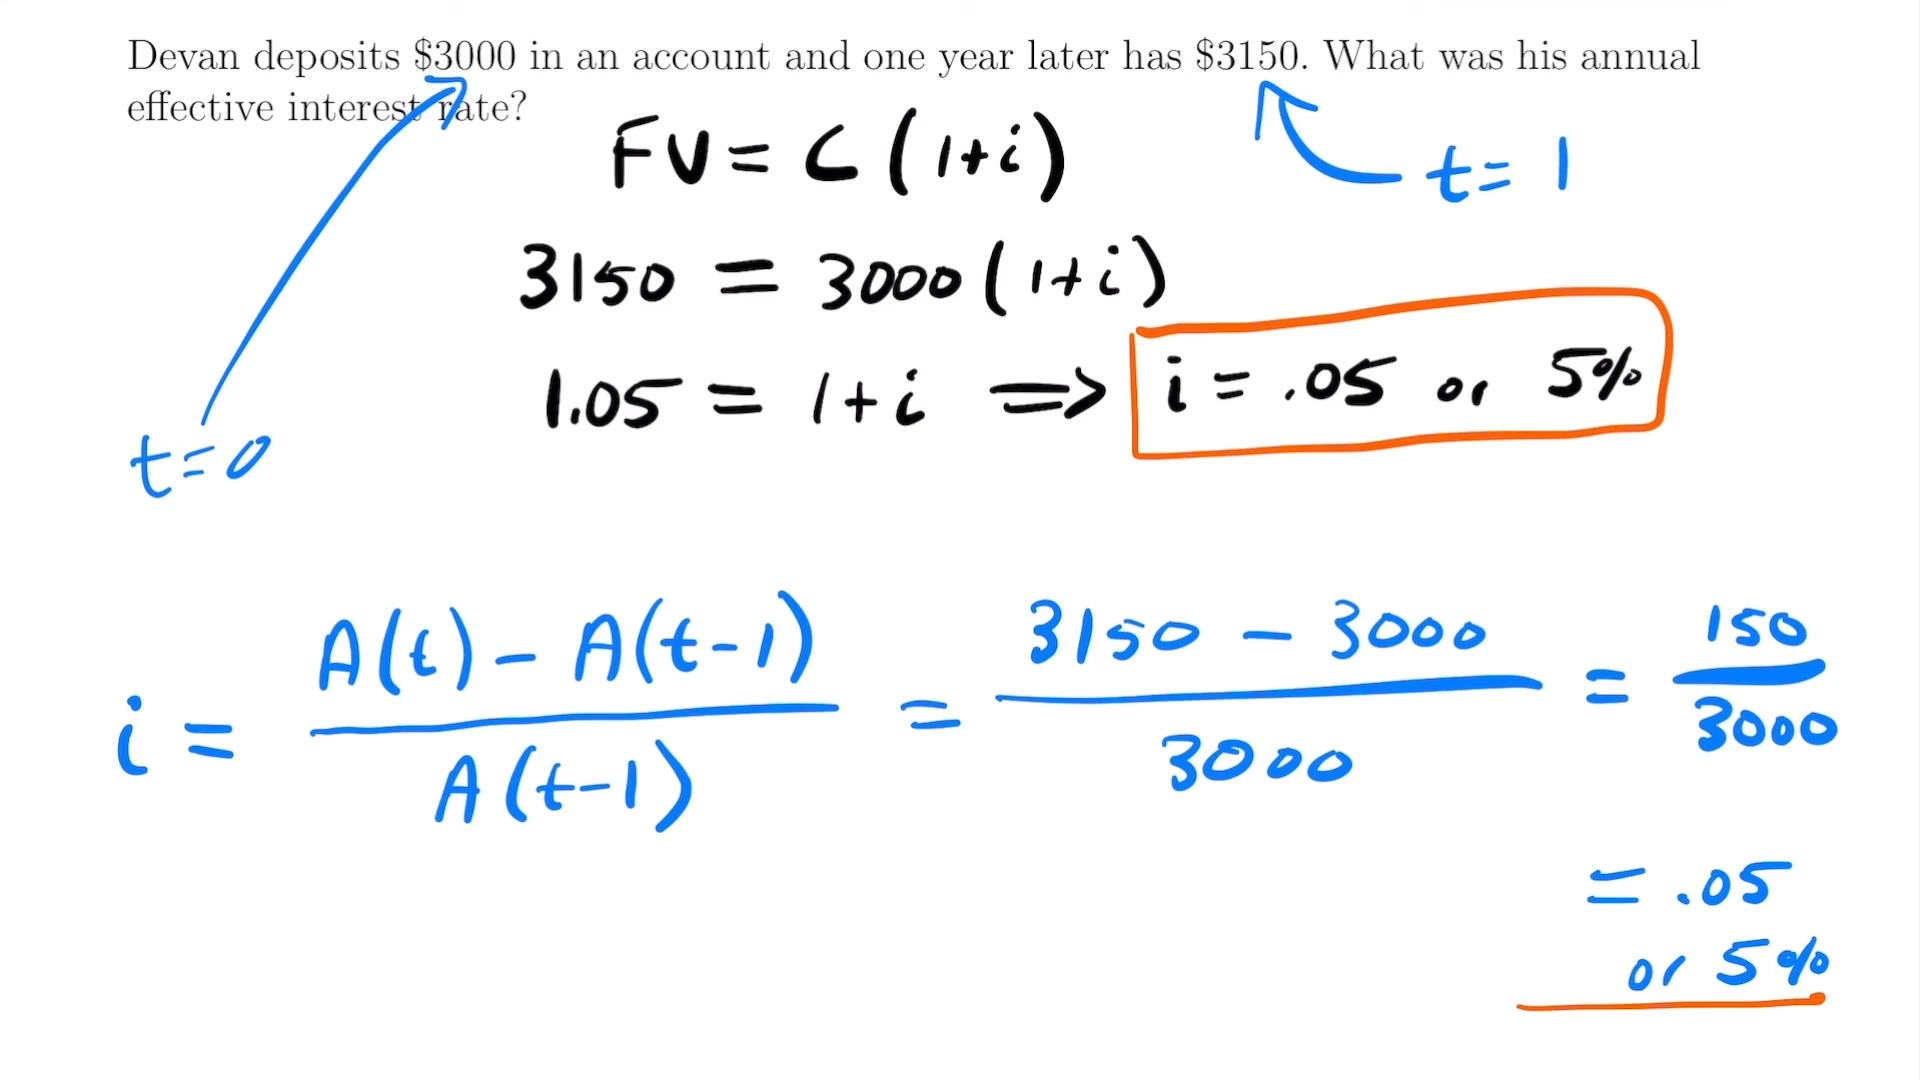 Devan deposits $3000 in an account and one year later has $3150. What was his annual
effective interest rate?
FV = C (1+i)
t = 1
3150 = 3000 (1+i)
1.05 = 1+i ⇒ i = .05 or 5%
t=0
i = A(t) - A(t-1) / A(t-1) = 3150 - 3000 / 3000 = 150 / 3000
= .05
or 5%